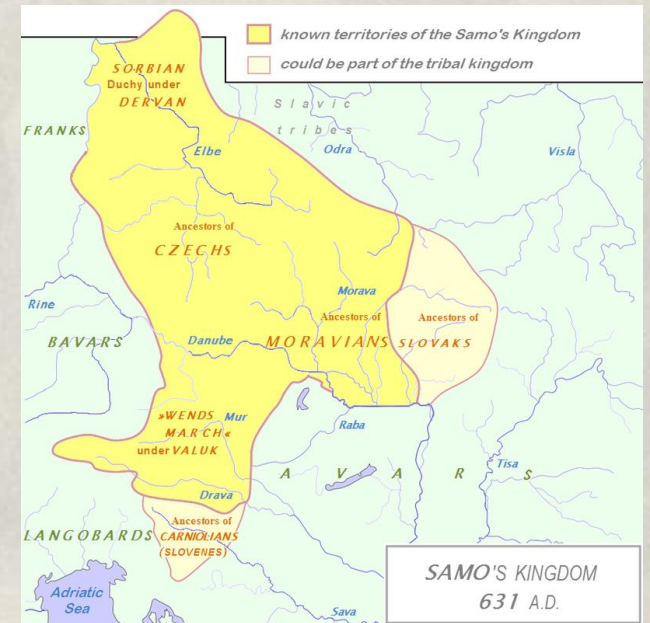 known territories of the Samo's Kingdom
could be part of the tribal kingdom
SORBIAN
Duchy under
DERVAN
Slavic
tribes
FRANKS
Elbe
Odra
Visla
Ancestors of
CZECHS
Rine
Morava
Ancestors of
MORAVIANS
Ancestors of
SLOVAKS
BAVARS
Danube
»WENDS
MARCH«
under VALUK
Mur
Raba
AVARS
Tisa
Drava
LANGOBARDS
Ancestors of
CARNIOLIANS
(SLOVENES)
Adriatic
Sea
Sava
SAMO'S KINGDOM
631 A.D.